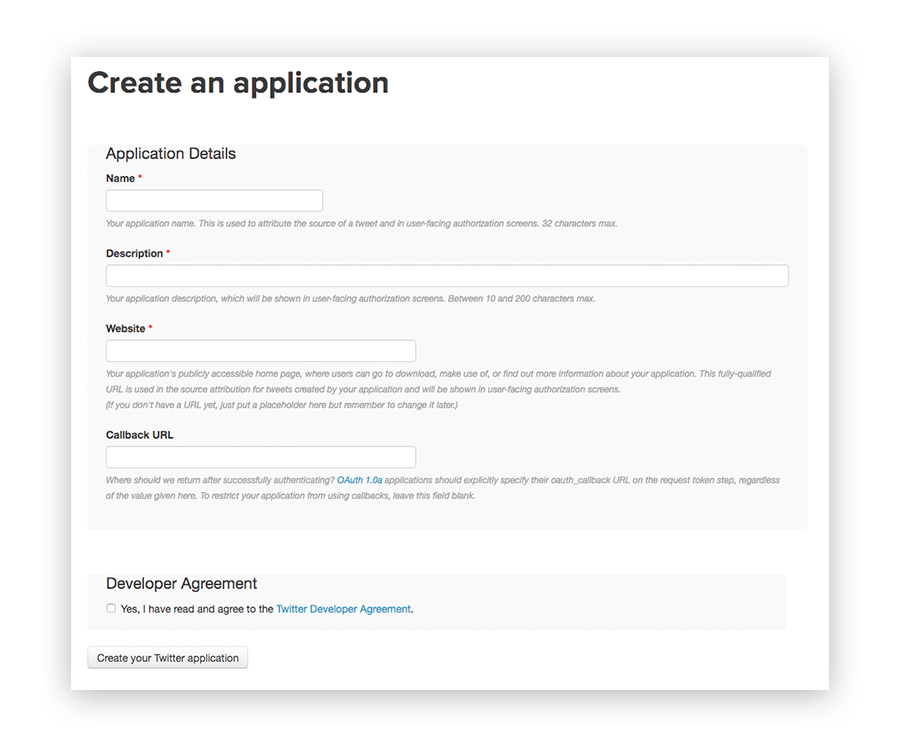 Create an application
Application Details
Name *
Your application name. This is used to attribute the source of a tweet and in user-facing authorization screens. 32 characters max.
Description *
Your application description, which will be shown in user-facing authorization screens. Between 10 and 200 characters max.
Website *
Your application's publicly accessible home page, where users can go to download, make use of, or find out more information about your application. This fully-qualified
URL is used in the source attribution for tweets created by your application and will be shown in user-facing authorization screens.
(If you don't have a URL yet, just put a placeholder here but remember to change it later.)
Callback URL
Where should we return after successfully authenticating? OAuth 1.0a applications should explicitly specify their oauth_callback URL on the request token step, regardless
of the value given here. To restrict your application from using callbacks, leave this field blank.
Developer Agreement
Yes, I have read and agree to the Twitter Developer Agreement.
Create your Twitter application